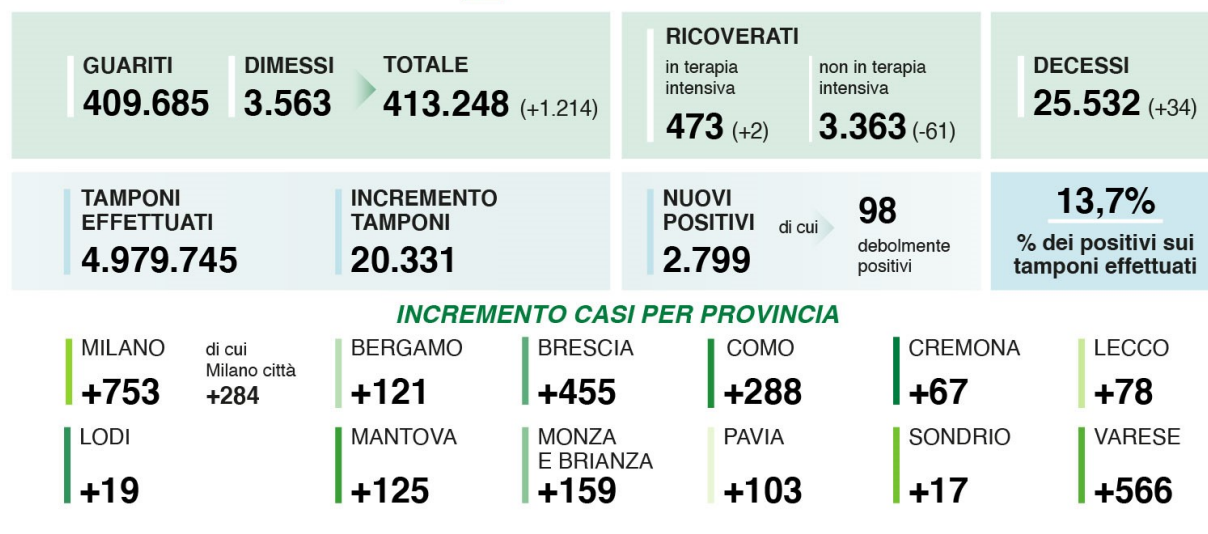 GUARITI
409.685
DIMESSI
3.563
TOTALE
413.248 (+1.214)
RICOVERATI
in terapia
intensiva
473 (+2)
non in terapia
intensiva
3.363 (-61)
DECESSI
25.532 (+34)
TAMPONI
EFFETTUATI
4.979.745
INCREMENTO
TAMPONI
20.331
NUOVI
POSITIVI
2.799
di cui
98
debolmente
positivi
13,7%
% dei positivi sui
tamponi effettuati
INCREMENTO CASI PER PROVINCIA
MILANO
+753
di cui
Milano città
+284
BERGAMO
+121
BRESCIA
+455
COMO
+288
CREMONA
+67
LECCO
+78
LODI
+19
MANTOVA
+125
MONZA
E BRIANZA
+159
PAVIA
+103
SONDRIO
+17
VARESE
+566